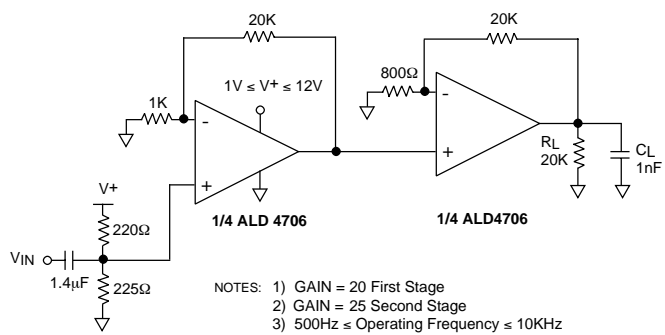 20K
20K
1V ≤ V+ ≤ 12V
800Ω
1K
-
-
+
+
RL
20K
CL
1nF
V+
1/4 ALD 4706
1/4 ALD4706
220Ω
VIN
1.4µF
225Ω
NOTES: 1) GAIN = 20 First Stage
2) GAIN = 25 Second Stage
3) 500Hz ≤ Operating Frequency ≤ 10KHz